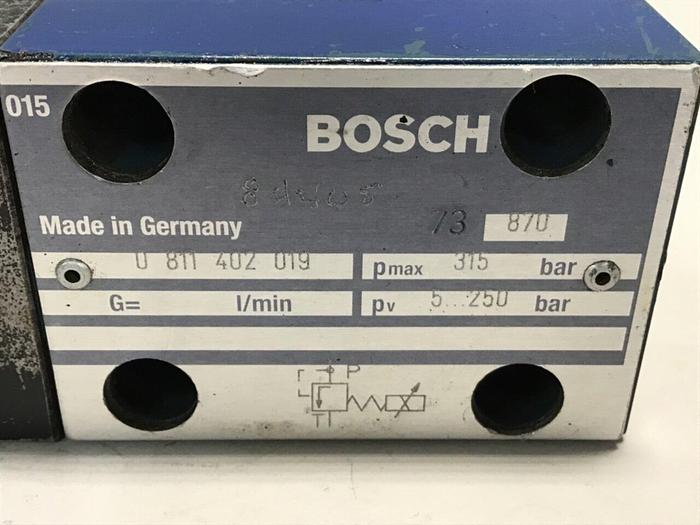 015
BOSCH
Made in Germany 73 870
0 811 402 019 pmax 315 bar
G= l/min pv 5...250 bar
P
T